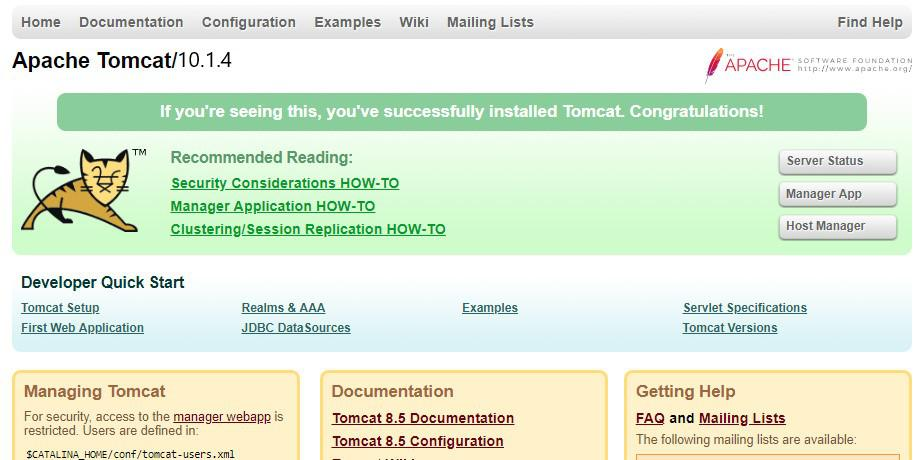 Home Documentation Configuration Examples Wiki Mailing Lists Find Help
Apache Tomcat/10.1.4
THE
APACHE SOFTWARE FOUNDATION
http://www.apache.org/
If you're seeing this, you've successfully installed Tomcat. Congratulations!
TM
Recommended Reading:
Security Considerations HOW-TO
Manager Application HOW-TO
Clustering/Session Replication HOW-TO
Server Status
Manager App
Host Manager
Developer Quick Start
Tomcat Setup
First Web Application
Realms & AAA
JDBC DataSources
Examples
Servlet Specifications
Tomcat Versions
Managing Tomcat
For security, access to the manager webapp is
restricted. Users are defined in:
$CATALINA_HOME/conf/tomcat-users.xml
Documentation
Tomcat 8.5 Documentation
Tomcat 8.5 Configuration
Getting Help
FAQ and Mailing Lists
The following mailing lists are available: